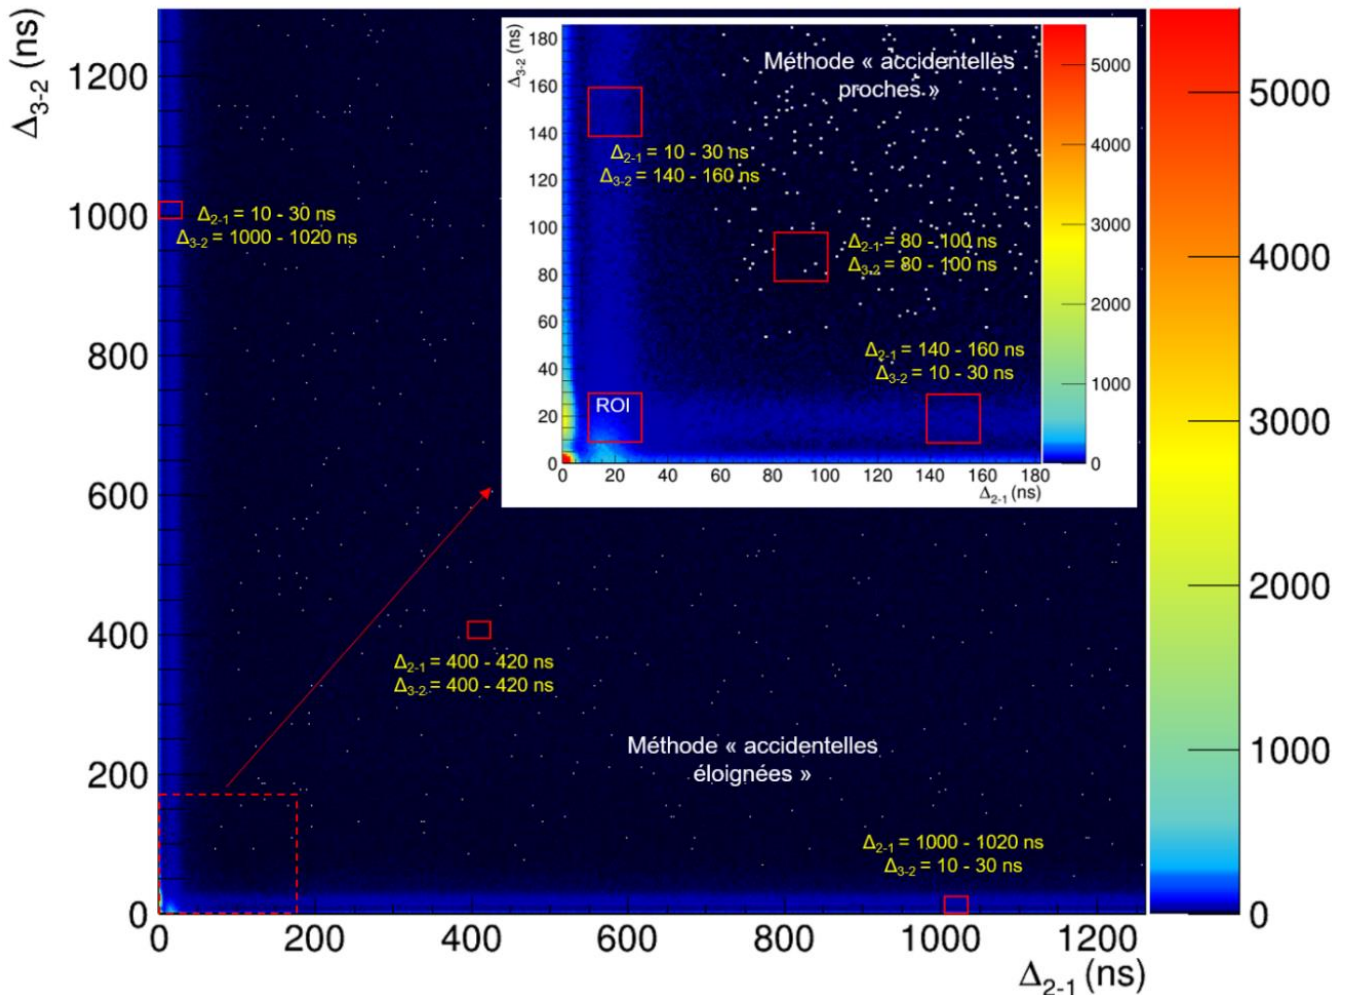 Δ3-2 (ns)
1200
1000
800
600
400
200
0
0
200
400
600
800
1000
1200
Δ2-1 (ns)
Δ2-1 = 10 - 30 ns
Δ3-2 = 1000 - 1020 ns
Δ2-1 = 400 - 420 ns
Δ3-2 = 400 - 420 ns
Méthode « accidentelles
éloignées »
Δ2-1 = 1000 - 1020 ns
Δ3-2 = 10 - 30 ns
5000
4000
3000
2000
1000
0
Δ3-2 (ns)
180
160
140
120
100
80
60
40
20
0
0
20
40
60
80
100
120
140
160
180
Δ2-1 (ns)
Méthode « accidentelles
proches »
Δ2-1 = 10 - 30 ns
Δ3-2 = 140 - 160 ns
Δ2-1 = 80 - 100 ns
Δ3-2 = 80 - 100 ns
Δ2-1 = 140 - 160 ns
Δ3-2 = 10 - 30 ns
ROI
5000
4000
3000
2000
1000
0